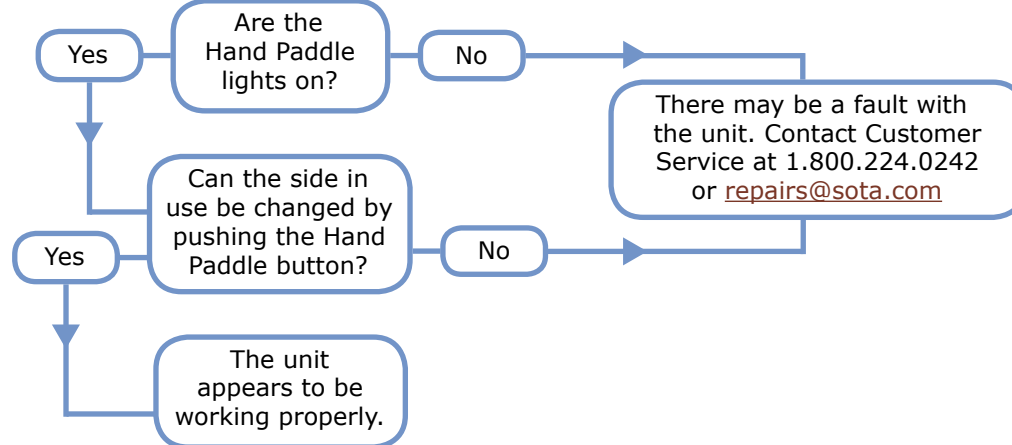 Are the
Hand Paddle
lights on?
Yes
No
There may be a fault with
the unit. Contact Customer
Service at 1.800.224.0242
or repairs@sota.com
Can the side in
use be changed by
pushing the Hand
Paddle button?
Yes
No
The unit
appears to be
working properly.